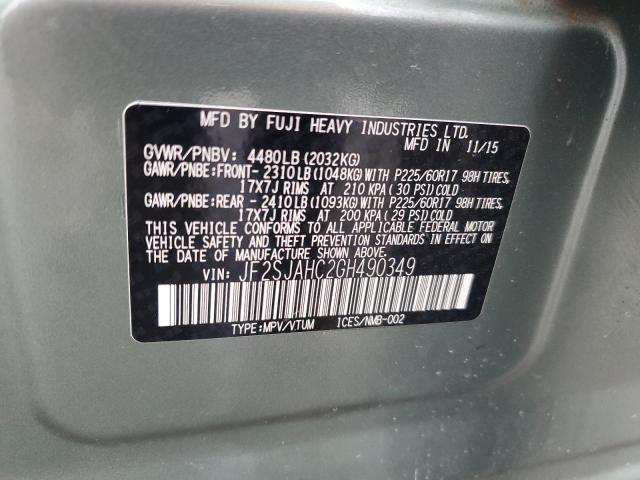 MFD BY FUJI HEAVY INDUSTRIES LTD.
MFD IN 11/15
GVWR/PNBV: 4480LB(2032KG)
GAWR/PNBE:FRONT- 2310LB(1048KG)WITH P225/60R17 98H TIRES,
17X7J RIMS AT 210 KPA(30 PSI)COLD
GAWR/PNBE:REAR - 2410LB(1093KG)WITH P225/60R17 98H TIRES,
17X7J RIMS AT 200 KPA(29 PSI)COLD
THIS VEHICLE CONFORMS TO ALL APPLICABLE FEDERAL MOTOR
VEHICLE SAFETY AND THEFT PREVENTION STANDARDS IN EFFECT ON
THE DATE OF MANUFACTURE SHOWN ABOVE.
VIN: JF2SJAHC2GH490349
TYPE:MPV/VTUM ICES/NMB-002